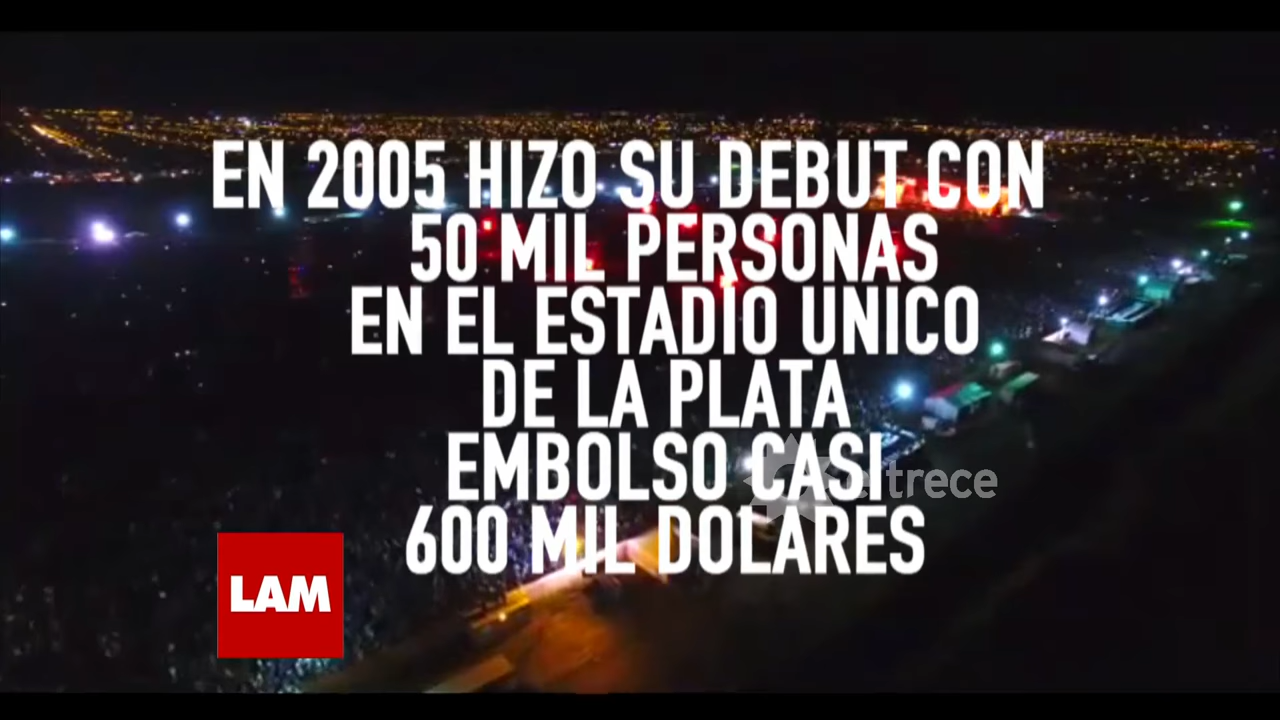 EN 2005 HIZO SU DEBUT CON
50 MIL PERSONAS
EN EL ESTADIO UNICO
DE LA PLATA
EMBOLSO CASI
eltrece
600 MIL DOLARES
LAM